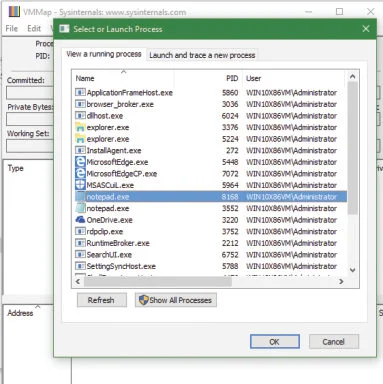 VMMap - Sysinternals: www.sysinternals.com
File Edit
Proce
PID:
Committed:
Private Bytes:
Working Set:
Type
Address
Select or Launch Process
View a running process Launch and trace a new process
Name PID User
ApplicationFrameHost.exe 5860 WIN10X86VM\Administrator
browser_broker.exe 3036 WIN10X86VM\Administrator
dllhost.exe 6024 WIN10X86VM\Administrator
explorer.exe 3376 WIN10X86VM\Administrator
explorer.exe 5224 WIN10X86VM\Administrator
InstallAgent.exe 272 WIN10X86VM\Administrator
MicrosoftEdge.exe 5448 WIN10X86VM\Administrator
MicrosoftEdgeCP.exe 7072 WIN10X86VM\Administrator
MSASCuiL.exe 5964 WIN10X86VM\Administrator
notepad.exe 8168 WIN10X86VM\Administrator
notepad.exe 3552 WIN10X86VM\Administrator
OneDrive.exe 3220 WIN10X86VM\Administrator
rdpclip.exe 3572 WIN10X86VM\Administrator
RuntimeBroker.exe 2212 WIN10X86VM\Administrator
SearchUI.exe 6752 WIN10X86VM\Administrator
SettingSyncHost.exe 5788 WIN10X86VM\Administrator
Refresh Show All Processes
OK Cancel